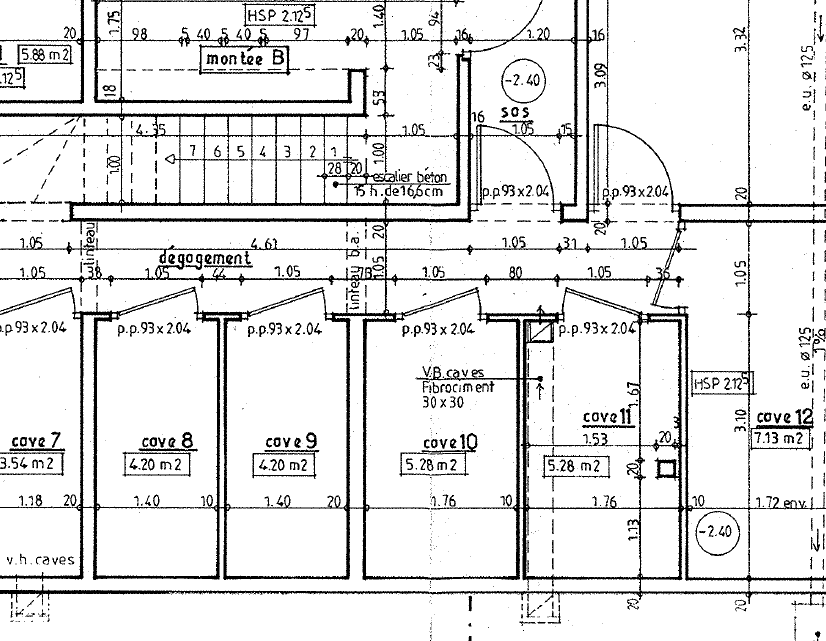 HSP 2.12⁵
1.75
1.40
94
3.32
20
98
5
40
5
40
5
97
20
1.05
16
1.20
16
5.88 m2
montée B
23
-2.40
3.09
e.u. ø 125
.12⁵
18
53
sas
16
4.35
1.05
1.05
15
7 6 5 4 3 2 1
1.00
1.00
28 20
escalier béton
15 h. de 16,6cm
p.p.93 x 2.04
p.p.93 x 2.04
20
20
20
linteau
1.05
4.61
1.05
31
1.05
dégagement
linteau b.a.
1.05
1.05
38
1.05
44
1.05
1.05
80
1.05
36
1.05
p.p.93 x 2.04
p.p.93 x 2.04
p.p.93 x 2.04
p.p.93 x 2.04
p.p.93 x 2.04
e.u. ø 125
1%
V.B. caves
Fibrociment
30 x 30
1.67
HSP 2.12⁵
3.10
cave 7
cave 8
cave 9
cave 10
cave 11
cave 12
3
1.53
20
3.54 m2
4.20 m2
4.20 m2
5.28 m2
5.28 m2
20
7.13 m2
1.18
20
1.40
10
1.40
20
1.76
10
1.76
10
1.72 env.
1.13
-2.40
v.h. caves
20
20